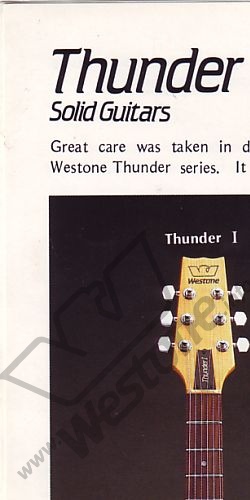 Thunder
Solid Guitars
Great care was taken in d
Westone Thunder series. It
Thunder I
Westone
Thunder I
www.Westone